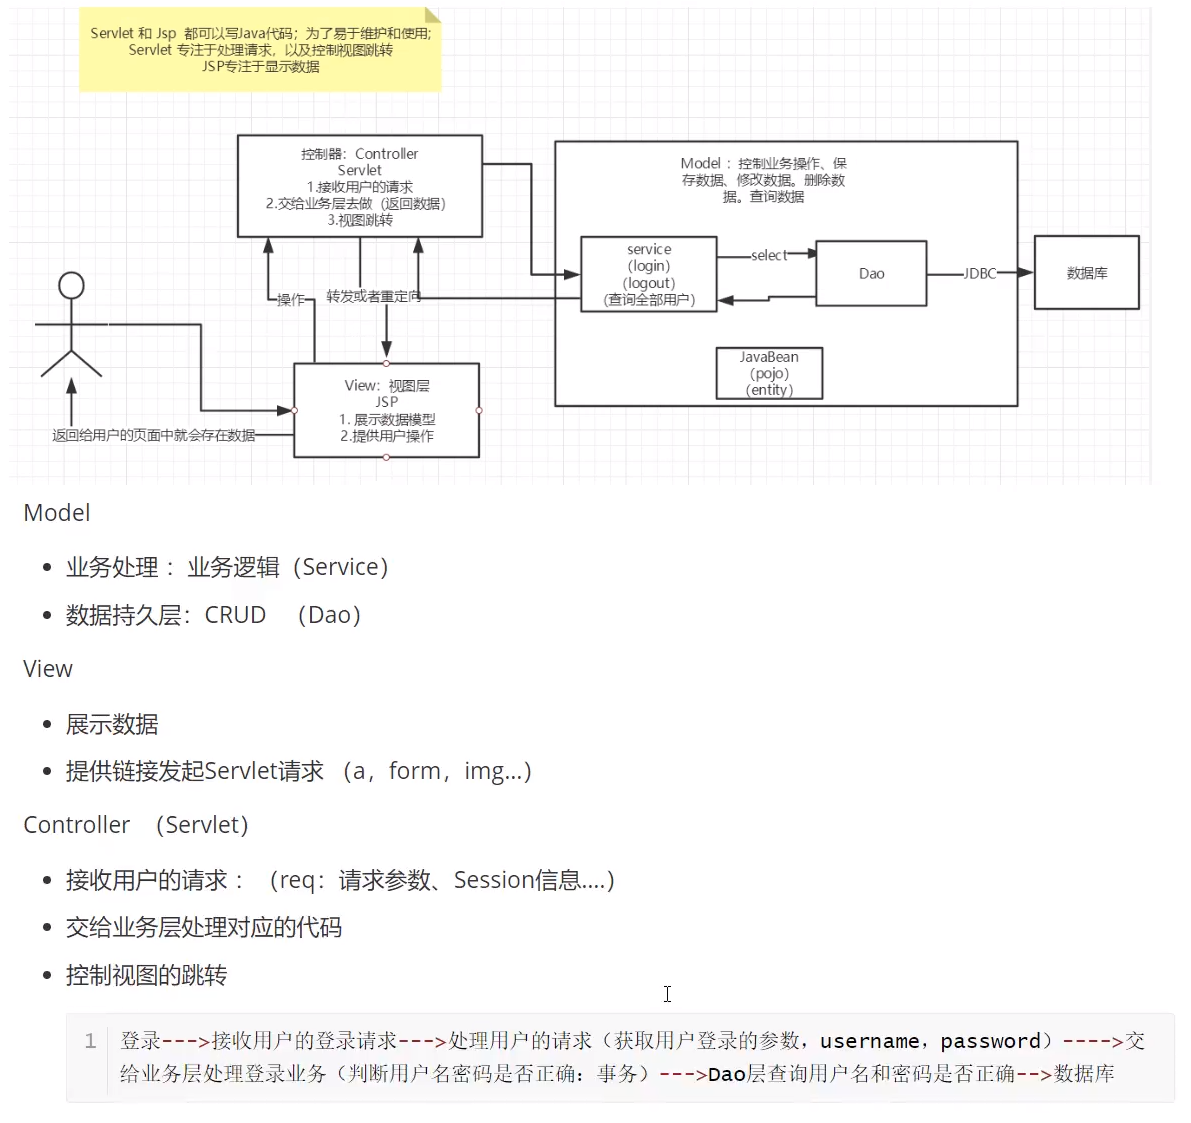 Servlet 和 Jsp 都可以写Java代码；为了易于维护和使用;
Servlet 专注于处理请求，以及控制视图跳转
JSP专注于显示数据
控制器：Controller
Servlet
1.接收用户的请求
2.交给业务层去做（返回数据）
3.视图跳转
Model ：控制业务操作、保
存数据、修改数据。删除数
据。查询数据
service
（login）
（logout）
（查询全部用户）
select
Dao
JDBC
数据库
操作
转发或者重定向
JavaBean
（pojo）
（entity）
View：视图层
JSP
1. 展示数据模型
2.提供用户操作
返回给用户的页面中就会存在数据
Model
业务处理 ：业务逻辑（Service）
数据持久层：CRUD （Dao）
View
展示数据
提供链接发起Servlet请求 （a，form，img...）
Controller （Servlet）
接收用户的请求 ：（req：请求参数、Session信息....）
交给业务层处理对应的代码
控制视图的跳转
1 登录--->接收用户的登录请求--->处理用户的请求（获取用户登录的参数，username，password）---->交
给业务层处理登录业务（判断用户名密码是否正确：事务）--->Dao层查询用户名和密码是否正确-->数据库